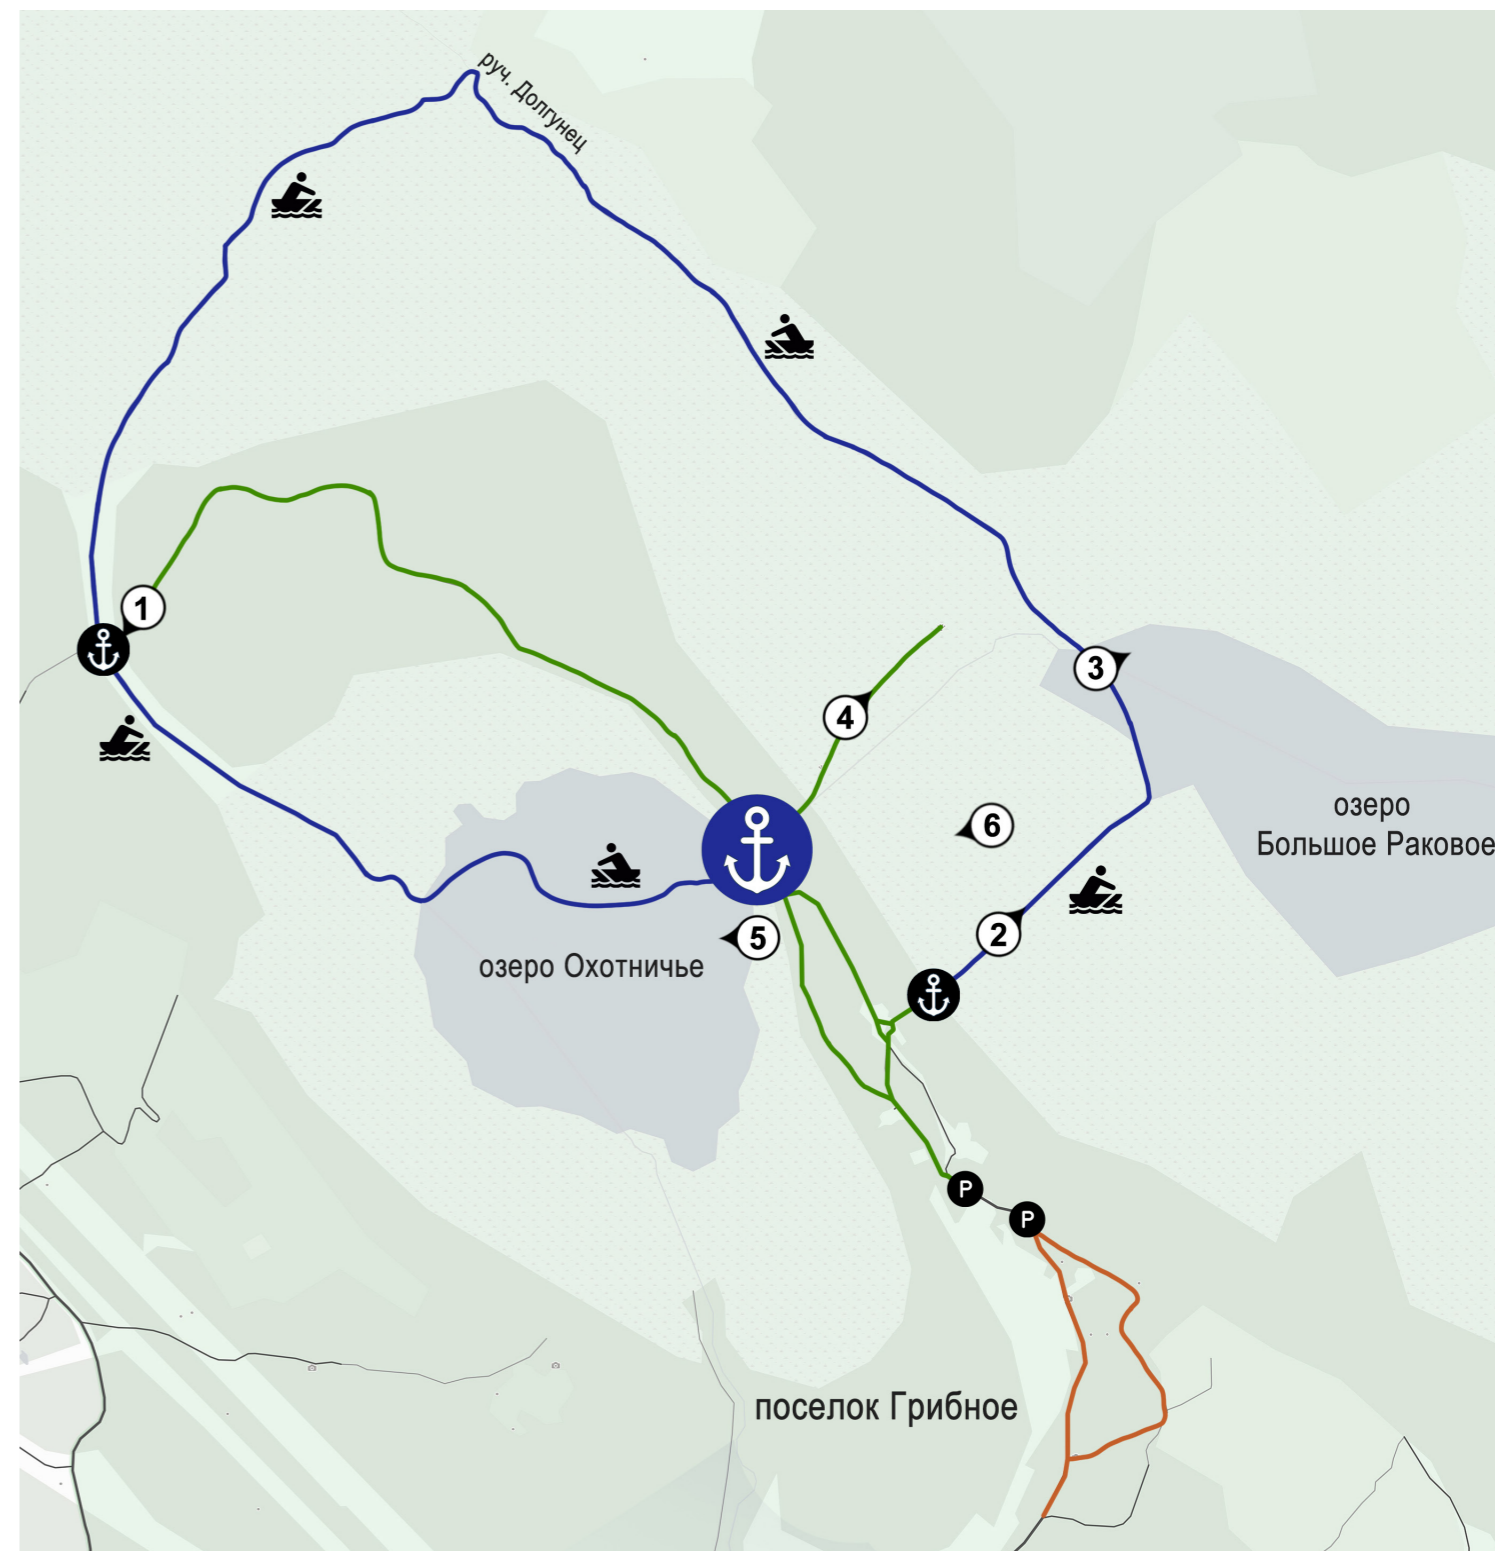 руч. Долгунец
1
3
4
6
озеро
Большое Раковое
2
5
озеро Охотничье
P
P
поселок Грибное